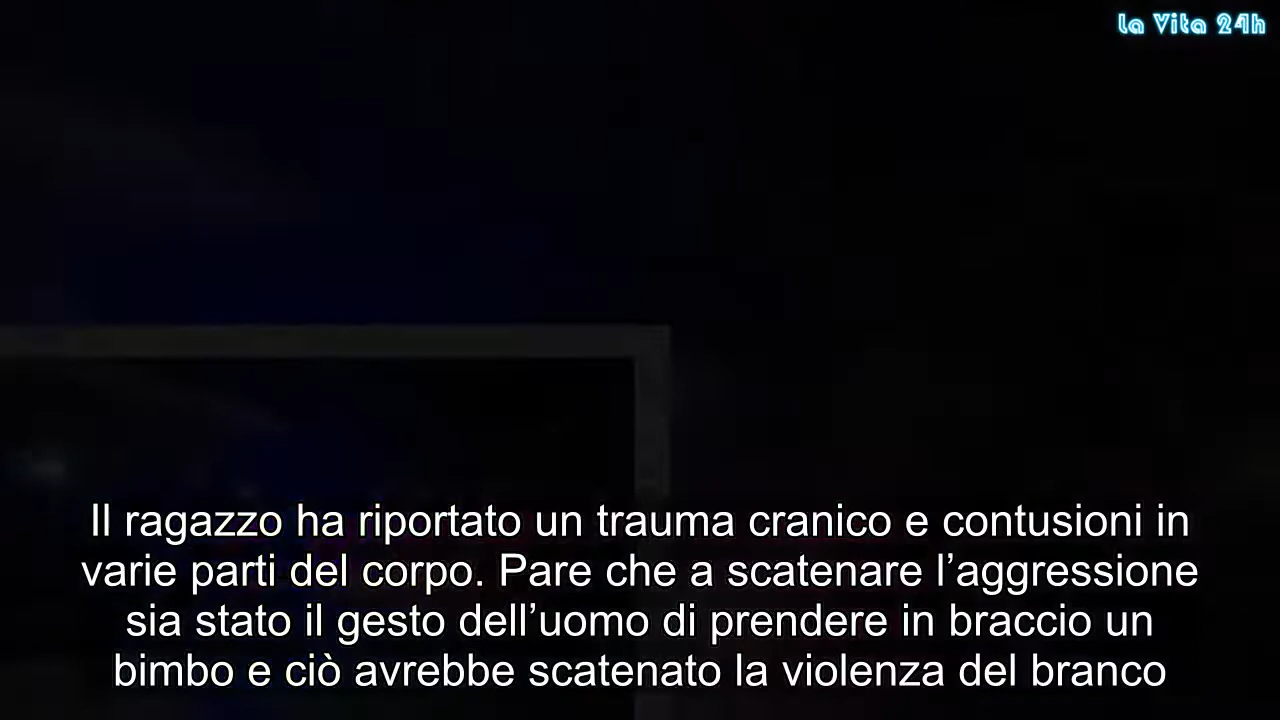 La Vita 24h
Il ragazzo ha riportato un trauma cranico e contusioni in
varie parti del corpo. Pare che a scatenare l’aggressione
sia stato il gesto dell’uomo di prendere in braccio un
bimbo e ciò avrebbe scatenato la violenza del branco